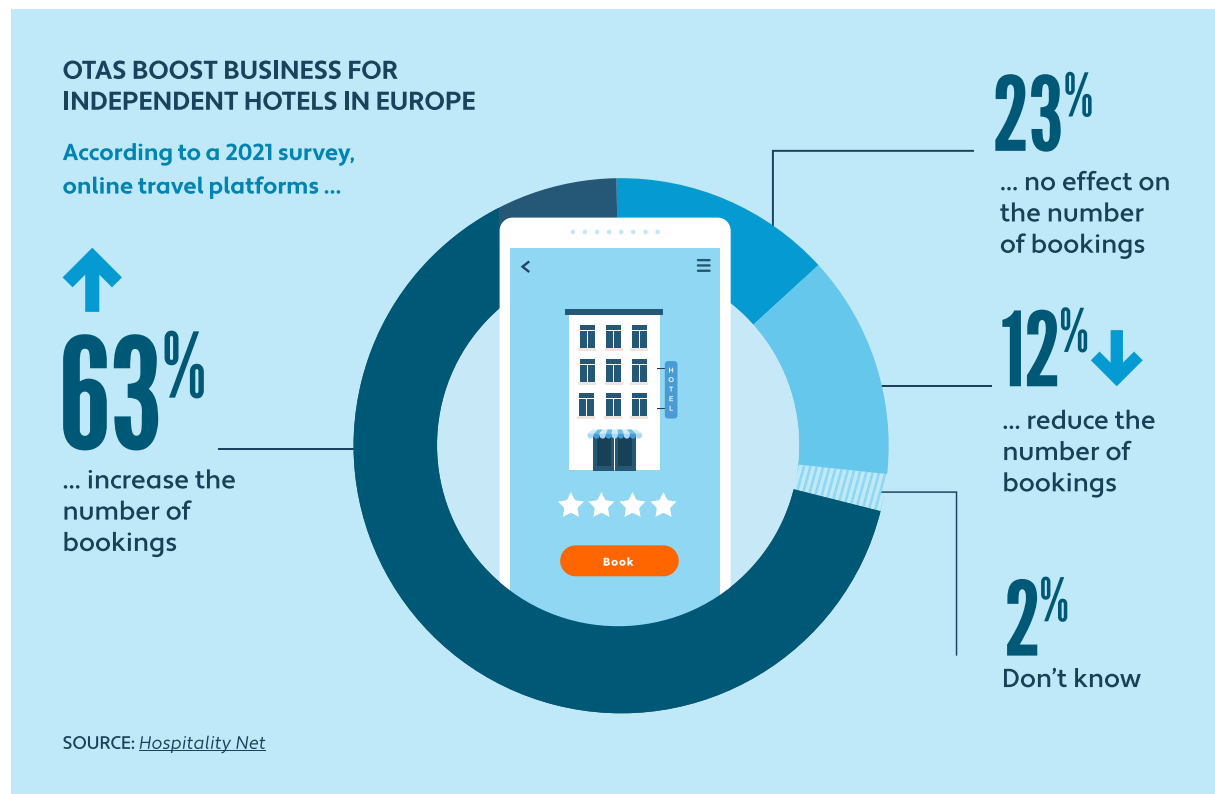 OTAS BOOST BUSINESS FOR
INDEPENDENT HOTELS IN EUROPE
According to a 2021 survey,
online travel platforms ...
63%
... increase the
number of
bookings
23%
... no effect on
the number
of bookings
12%
... reduce the
number of
bookings
2%
Don't know
HOTEL
Book
SOURCE: Hospitality Net